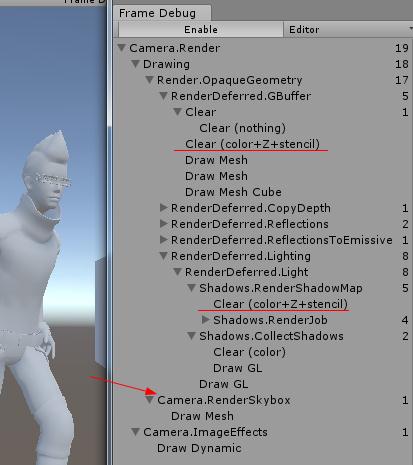 Frame D
Frame Debug
Enable Editor
Camera.Render 19
Drawing 18
Render.OpaqueGeometry 17
RenderDeferred.GBuffer 5
Clear 1
Clear (nothing)
Clear (color+Z+stencil)
Draw Mesh
Draw Mesh
Draw Mesh Cube
RenderDeferred.CopyDepth 1
RenderDeferred.Reflections 2
RenderDeferred.ReflectionsToEmissive 1
RenderDeferred.Lighting 8
RenderDeferred.Light 8
Shadows.RenderShadowMap 5
Clear (color+Z+stencil)
Shadows.RenderJob 4
Shadows.CollectShadows 2
Clear (color)
Draw GL
Draw GL
Camera.RenderSkybox 1
Draw Mesh
Camera.ImageEffects 1
Draw Dynamic